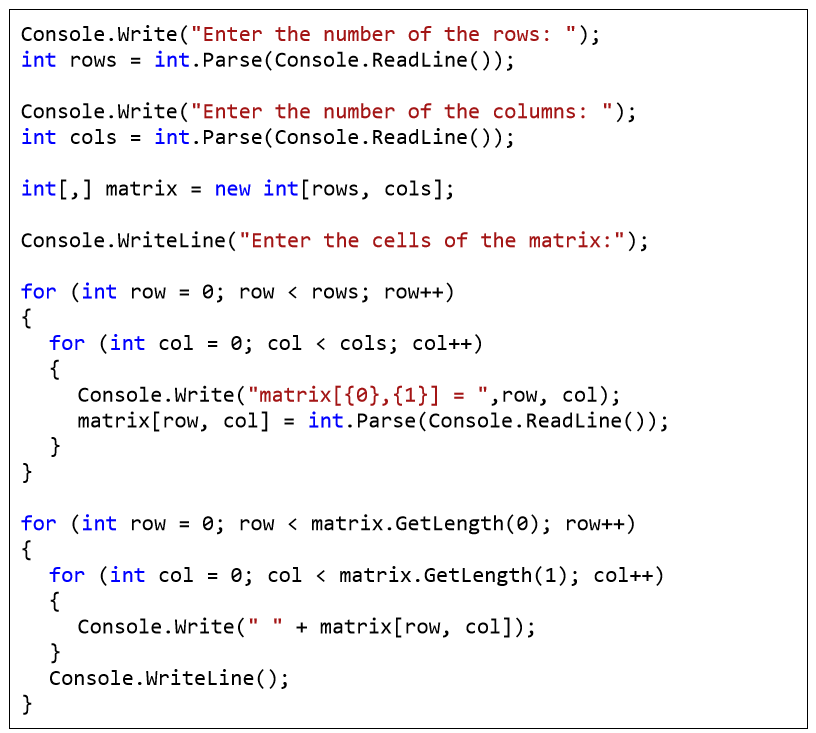 Console.Write("Enter the number of the rows: ");
int rows = int.Parse(Console.ReadLine());

Console.Write("Enter the number of the columns: ");
int cols = int.Parse(Console.ReadLine());

int[,] matrix = new int[rows, cols];

Console.WriteLine("Enter the cells of the matrix:");

for (int row = 0; row < rows; row++)
{
  for (int col = 0; col < cols; col++)
  {
    Console.Write("matrix[{0},{1}] = ",row, col);
    matrix[row, col] = int.Parse(Console.ReadLine());
  }
}

for (int row = 0; row < matrix.GetLength(0); row++)
{
  for (int col = 0; col < matrix.GetLength(1); col++)
  {
    Console.Write(" " + matrix[row, col]);
  }
  Console.WriteLine();
}